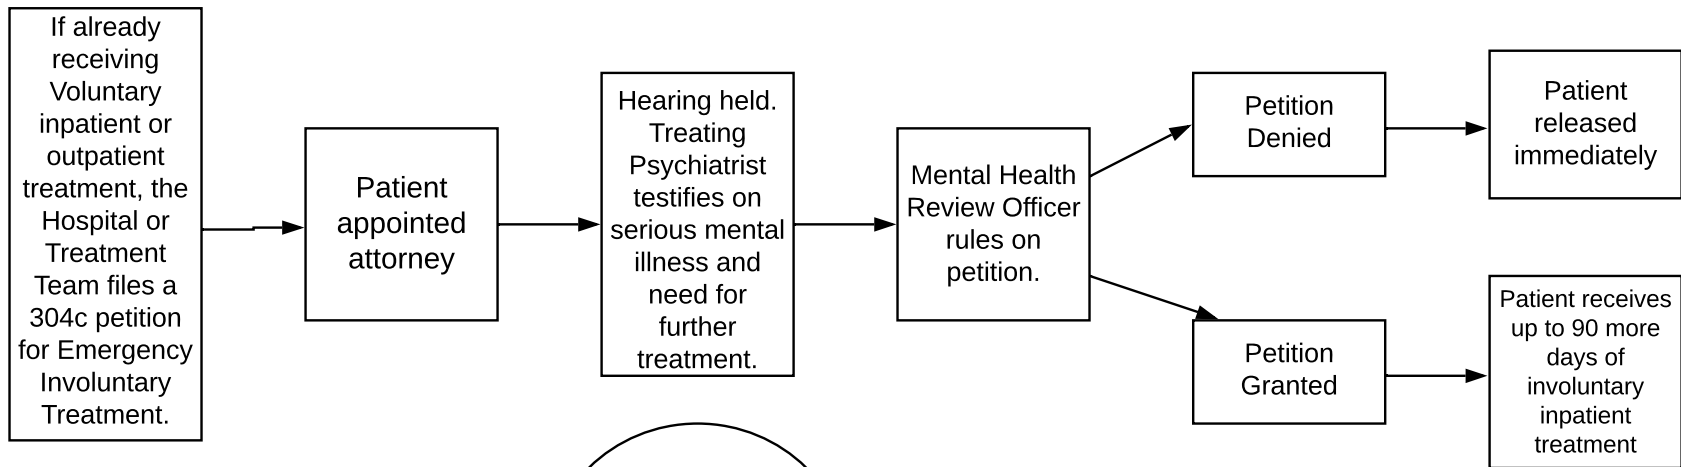 If already
receiving
Voluntary
inpatient or
outpatient
treatment, the
Hospital or
Treatment
Team files a
304c petition
for Emergency
Involuntary
Treatment.
Patient
appointed
attorney
Hearing held.
Treating
Psychiatrist
testifies on
serious mental
illness and
need for
further
treatment.
Mental Health
Review Officer
rules on
petition.
Petition
Denied
Patient
released
immediately
Petition
Granted
Patient receives
up to 90 more
days of
involuntary
inpatient
treatment